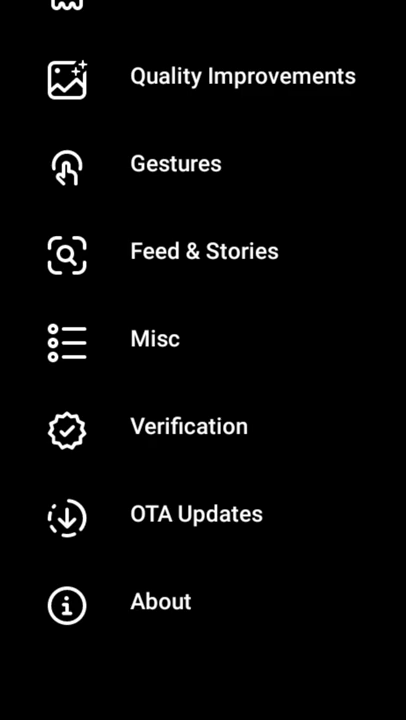 Quality Improvements
Gestures
Feed & Stories
Misc
Verification
OTA Updates
About